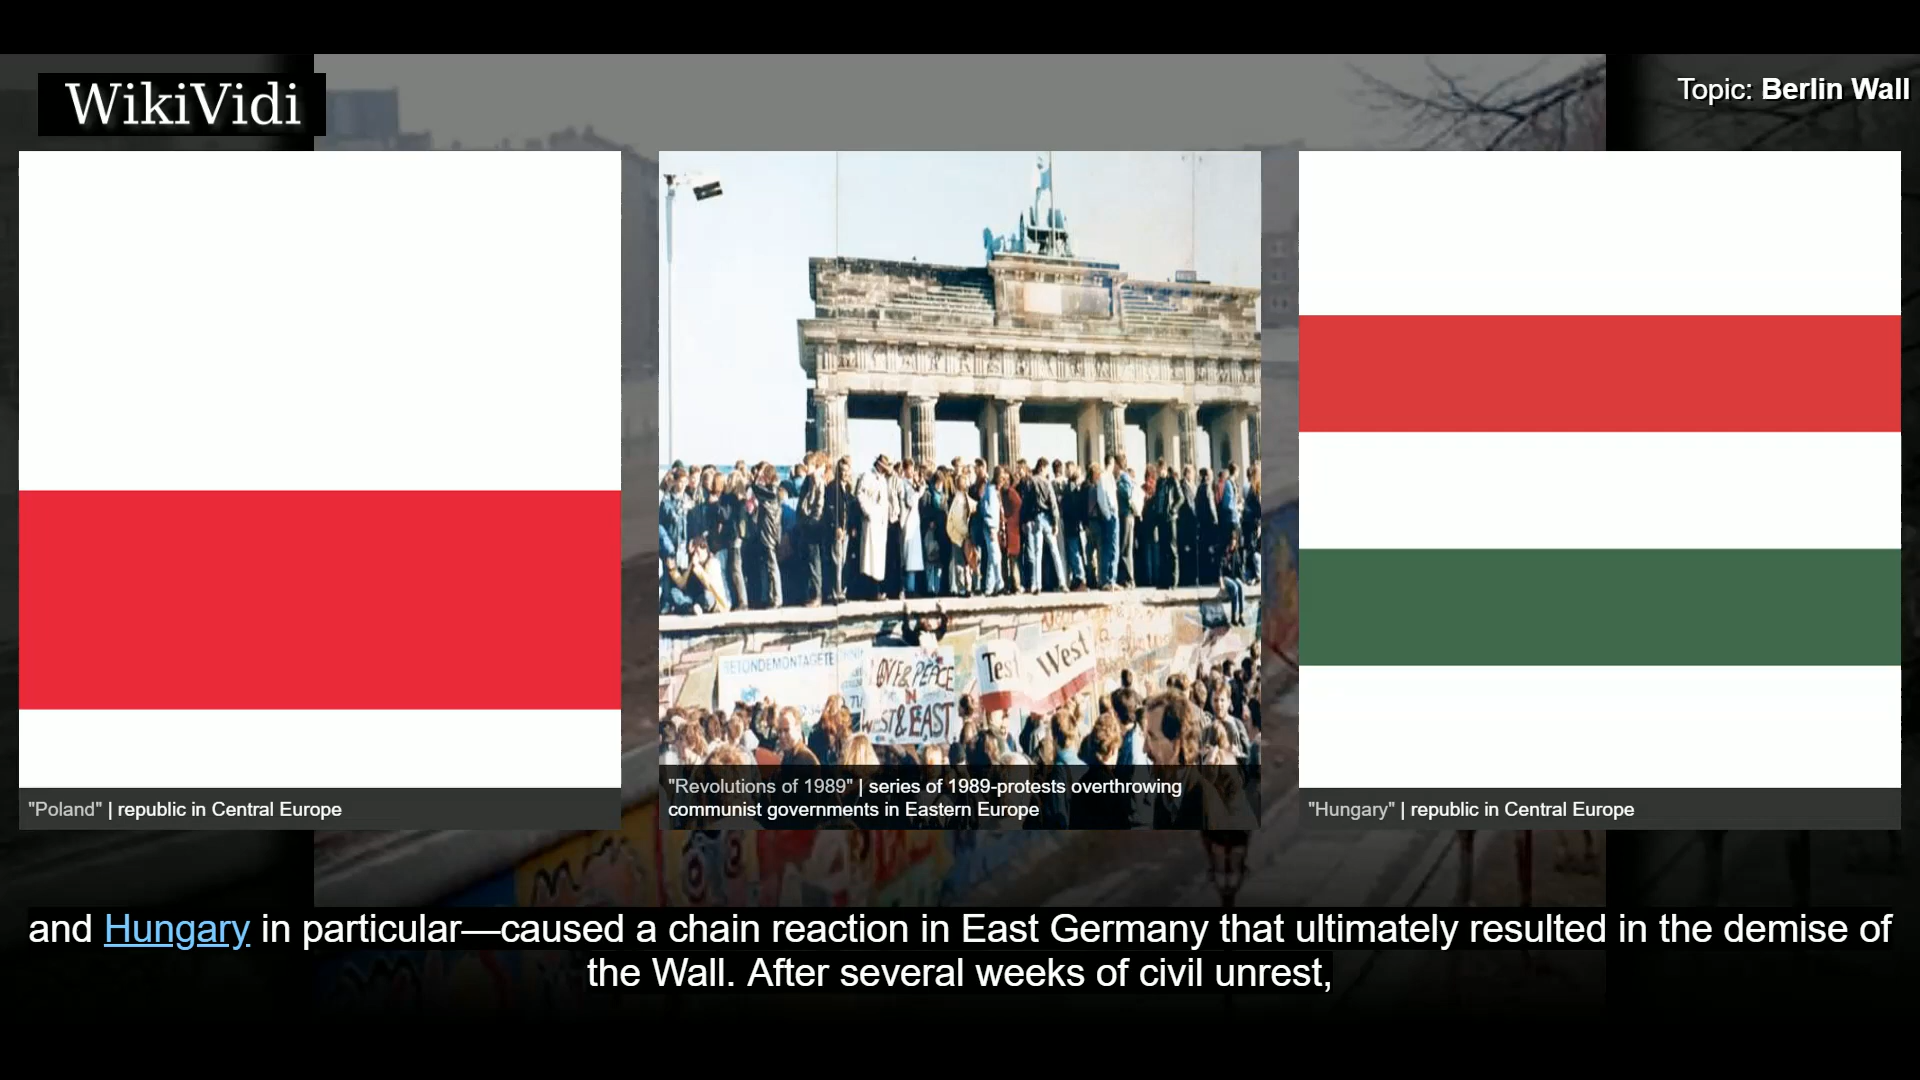 WikiVidi
Topic: Berlin Wall
BETONDEMONTAGETE
LOVE & PEACE
IN
WEST & EAST
Test West
"Poland" | republic in Central Europe
"Revolutions of 1989" | series of 1989-protests overthrowing
communist governments in Eastern Europe
"Hungary" | republic in Central Europe
and Hungary in particular—caused a chain reaction in East Germany that ultimately resulted in the demise of
the Wall. After several weeks of civil unrest,